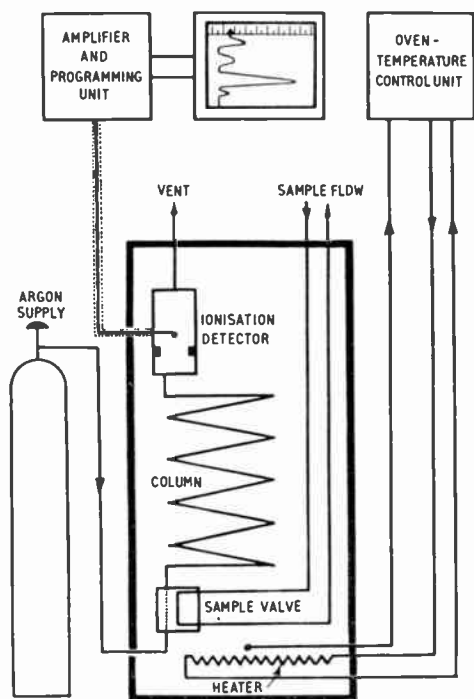 AMPLIFIER
AND
PROGRAMMING
UNIT
OVEN-
TEMPERATURE
CONTROL UNIT
VENT
SAMPLE FLOW
ARGON
SUPPLY
IONISATION
DETECTOR
COLUMN
SAMPLE VALVE
HEATER